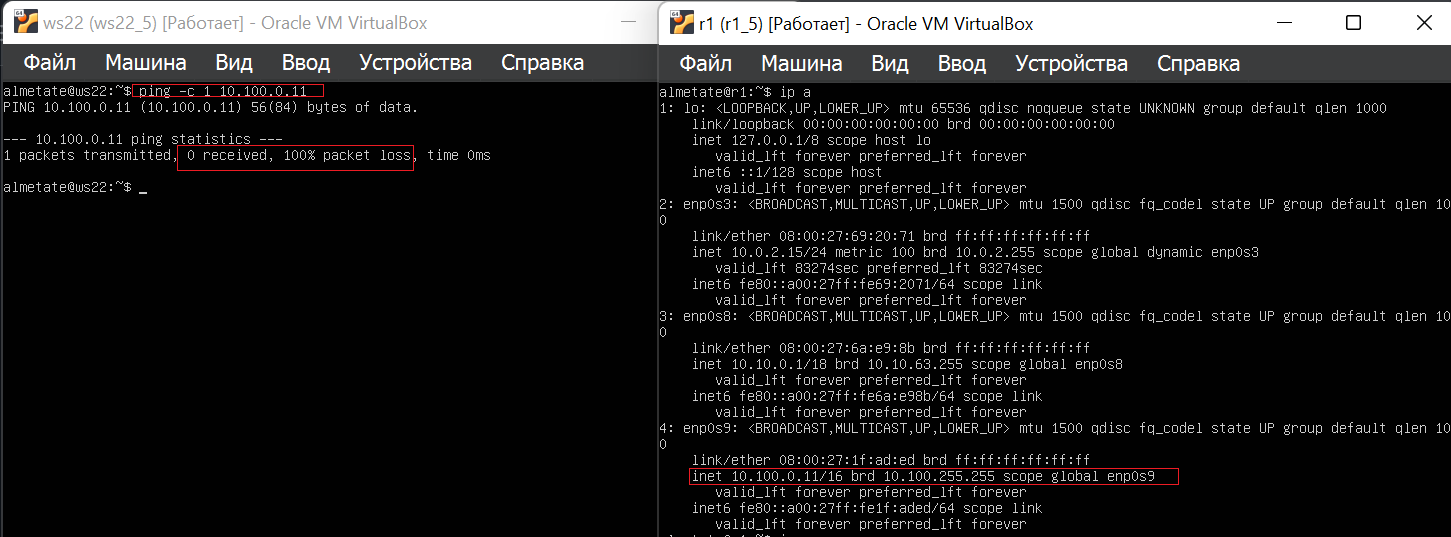 ws22 (ws22_5) [Работает] - Oracle VM VirtualBox
Файл Машина Вид Ввод Устройства Справка
almetate@ws22:~$ ping -c 1 10.100.0.11
PING 10.100.0.11 (10.100.0.11) 56(84) bytes of data.
--- 10.100.0.11 ping statistics ---
1 packets transmitted, 0 received, 100% packet loss, time 0ms
almetate@ws22:~$ _
r1 (r1_5) [Работает] - Oracle VM VirtualBox
Файл Машина Вид Ввод Устройства Справка
almetate@r1:~$ ip a
1: lo: <LOOPBACK,UP,LOWER_UP> mtu 65536 qdisc noqueue state UNKNOWN group default qlen 1000
link/loopback 00:00:00:00:00:00 brd 00:00:00:00:00:00
inet 127.0.0.1/8 scope host lo
valid_lft forever preferred_lft forever
inet6 ::1/128 scope host
valid_lft forever preferred_lft forever
2: enp0s3: <BROADCAST,MULTICAST,UP,LOWER_UP> mtu 1500 qdisc fq_codel state UP group default qlen 10
0
link/ether 08:00:27:69:20:71 brd ff:ff:ff:ff:ff:ff
inet 10.0.2.15/24 metric 100 brd 10.0.2.255 scope global dynamic enp0s3
valid_lft 83274sec preferred_lft 83274sec
inet6 fe80::a00:27ff:fe69:2071/64 scope link
valid_lft forever preferred_lft forever
3: enp0s8: <BROADCAST,MULTICAST,UP,LOWER_UP> mtu 1500 qdisc fq_codel state UP group default qlen 10
0
link/ether 08:00:27:6a:e9:8b brd ff:ff:ff:ff:ff:ff
inet 10.10.0.1/18 brd 10.10.63.255 scope global enp0s8
valid_lft forever preferred_lft forever
inet6 fe80::a00:27ff:fe6a:e98b/64 scope link
valid_lft forever preferred_lft forever
4: enp0s9: <BROADCAST,MULTICAST,UP,LOWER_UP> mtu 1500 qdisc fq_codel state UP group default qlen 10
0
link/ether 08:00:27:1f:ad:ed brd ff:ff:ff:ff:ff:ff
inet 10.100.0.11/16 brd 10.100.255.255 scope global enp0s9
valid_lft forever preferred_lft forever
inet6 fe80::a00:27ff:fe1f:aded/64 scope link
valid_lft forever preferred_lft forever